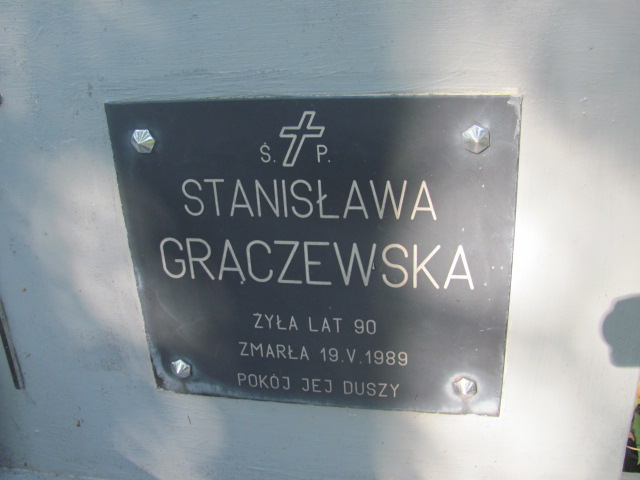 Ś. P.
STANISŁAWA
GRĄCZEWSKA
ŻYŁA LAT 90
ZMARŁA 19.V.1989
POKÓJ JEJ DUSZY